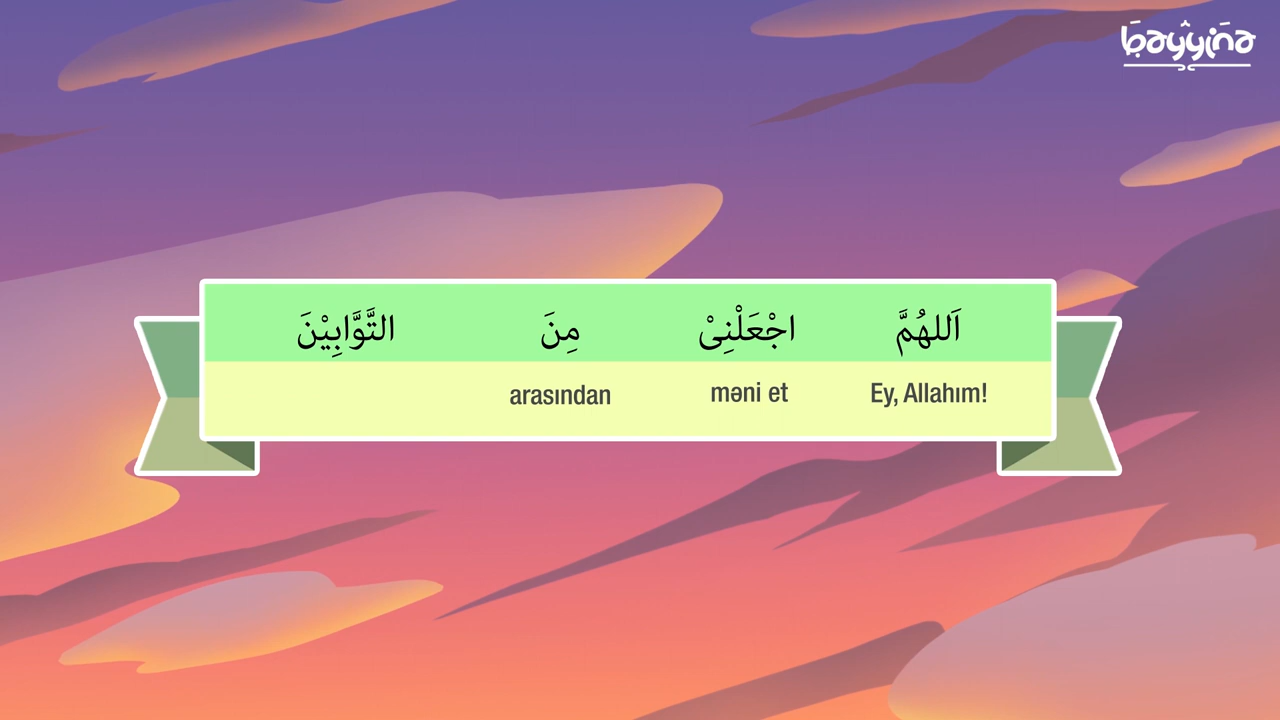 bayyina
اَللهُمَّ اجْعَلْنِىْ مِنَ التَّوَّابِيْنَ
Ey, Allahım! məni et arasından